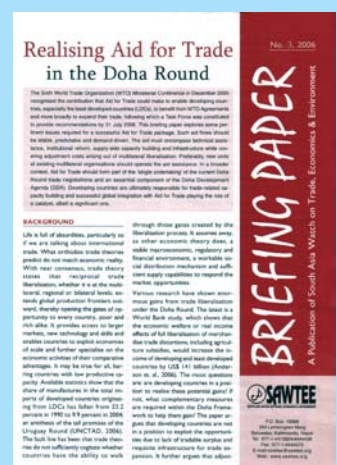 Realising Aid for Trade
in the Doha Round
No. 3, 2006
The Sixth World Trade Organization (WTO) Ministerial Conference in December 2005
recognised the contribution that Aid for Trade could make to enable developing coun-
tries, especially the least developed countries (LDCs), to benefit from WTO Agreements
and more broadly to expand their trade; following which a Task Force was constituted
to provide recommendations by 31 July 2006. This briefing paper explores some per-
tinent issues required for a successful Aid for Trade package. Such aid flows should
be stable, predictable and demand-driven. The aid must encompass technical assis-
tance, institutional reform, supply-side capacity building and infrastructure while cov-
ering adjustment costs arising out of multilateral liberalisation. Preferably, new units
of existing multilateral organisations should operate the aid assistance. In a broader
context, Aid for Trade should form part of the 'single undertaking' of the current Doha
Round trade negotiations and an essential component of the Doha Development
Agenda (DDA). Developing countries are ultimately responsible for trade-related ca-
pacity building and successful global integration with Aid for Trade playing the role of
a catalyst, albeit a significant one.
BACKGROUND
Life is full of absurdities, particularly so
if we are talking about international
trade. What orthodox trade theories
predict do not match economic reality.
With near consensus, trade theory
states that reciprocal trade
liberalisation, whether it is at the multi-
lateral, regional or bilateral levels, ex-
tends global production frontiers out-
ward, thereby opening the gates of op-
portunity to every country, poor and
rich alike. It provides access to larger
markets, new technology and skills and
enables countries to exploit economies
of scale and further specialise on the
economic activities of their comparative
advantages. It may be true for all, bar-
ring countries with low productive ca-
pacity. Available statistics show that the
share of manufactures in the total im-
ports of developed countries originat-
ing from LDCs has fallen from 23.2
percent in 1990 to 9.9 percent in 2004,
an antithesis of the tall promises of the
Uruguay Round (UNCTAD, 2006).
The fault line has been that trade theo-
ries do not sufficiently cogitate whether
countries have the ability to walk
through those gates created by the
liberalisation process. It assumes away,
as other economic theory does, a
stable macroeconomic, regulatory and
financial environment, a workable so-
cial distribution mechanism and suffi-
cient supply capabilities to respond the
market opportunities.
Various research have shown enor-
mous gains from trade liberalisation
under the Doha Round. The latest is a
World Bank study, which shows that
the economic welfare or real income
effects of full liberalisation of merchan-
dise trade distortions, including agricul-
ture subsidies, would increase the in-
come of developing and least developed
countries by US$ 141 billion (Ander-
son et al., 2006). The moot questions
are: are developing countries in a posi-
tion to realise these potential gains? If
not, what complementary measures
are required within the Doha Frame-
work to help them gain? The paper ar-
gues that developing countries are not
in a position to exploit the opportuni-
ties due to lack of tradable surplus and
requisite infrastructure for trade ex-
pansion. It further argues that adjust-
BRIEFING PAPER
A Publication of South Asia Watch on Trade, Economics & Environment
SAWTEE
P.O. Box: 19366
254 Lamtangeen Marg
Baluwatar, Kathmandu, Nepal
Web: www.sawtee.org